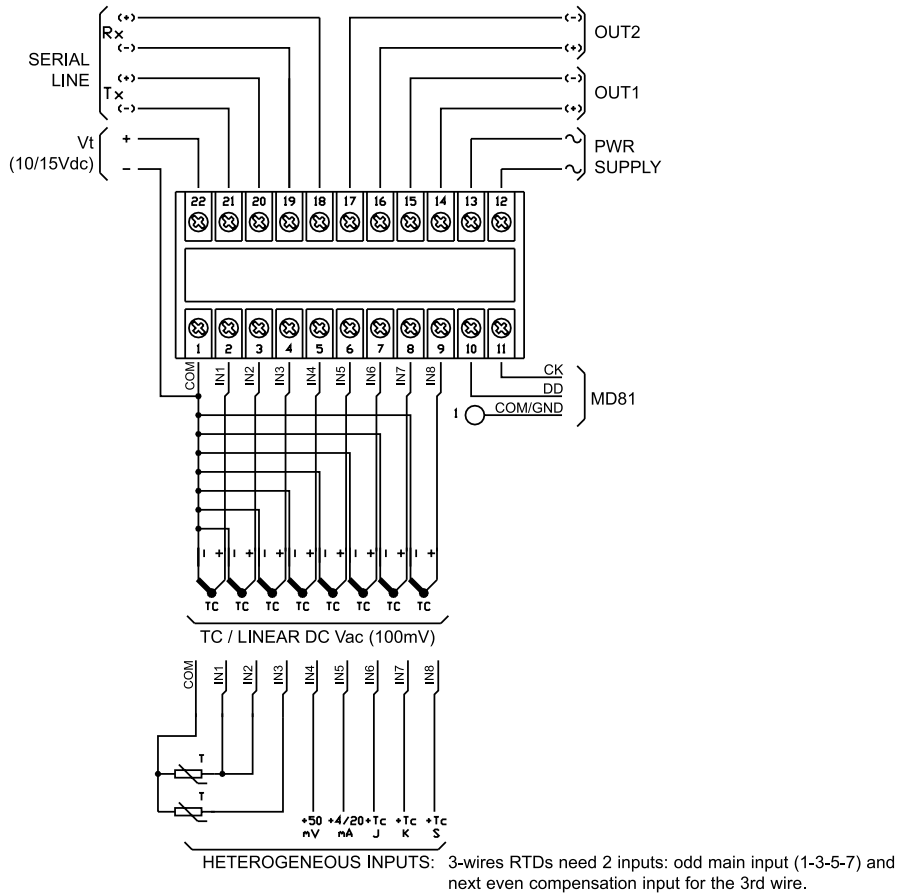 (+)
Rx
(-)
SERIAL
LINE
(+)
Tx
(-)
Vt
(10/15Vdc)
+
-
(-)
OUT2
(+)
(-)
OUT1
(+)
PWR
SUPPLY
22 21 20 19 18 17 16 15 14 13 12
1 2 3 4 5 6 7 8 9 10 11
COM IN1 IN2 IN3 IN4 IN5 IN6 IN7 IN8
CK
DD
COM/GND
MD81
1
- + - + - + - + - + - + - + - +
TC TC TC TC TC TC TC TC
TC / LINEAR DC Vac (100mV)
COM IN1 IN2 IN3 IN4 IN5 IN6 IN7 IN8
T
T
+50 +4/20 +Tc +Tc +Tc
mV mA J K S
HETEROGENEOUS INPUTS: 3-wires RTDs need 2 inputs: odd main input (1-3-5-7) and
next even compensation input for the 3rd wire.